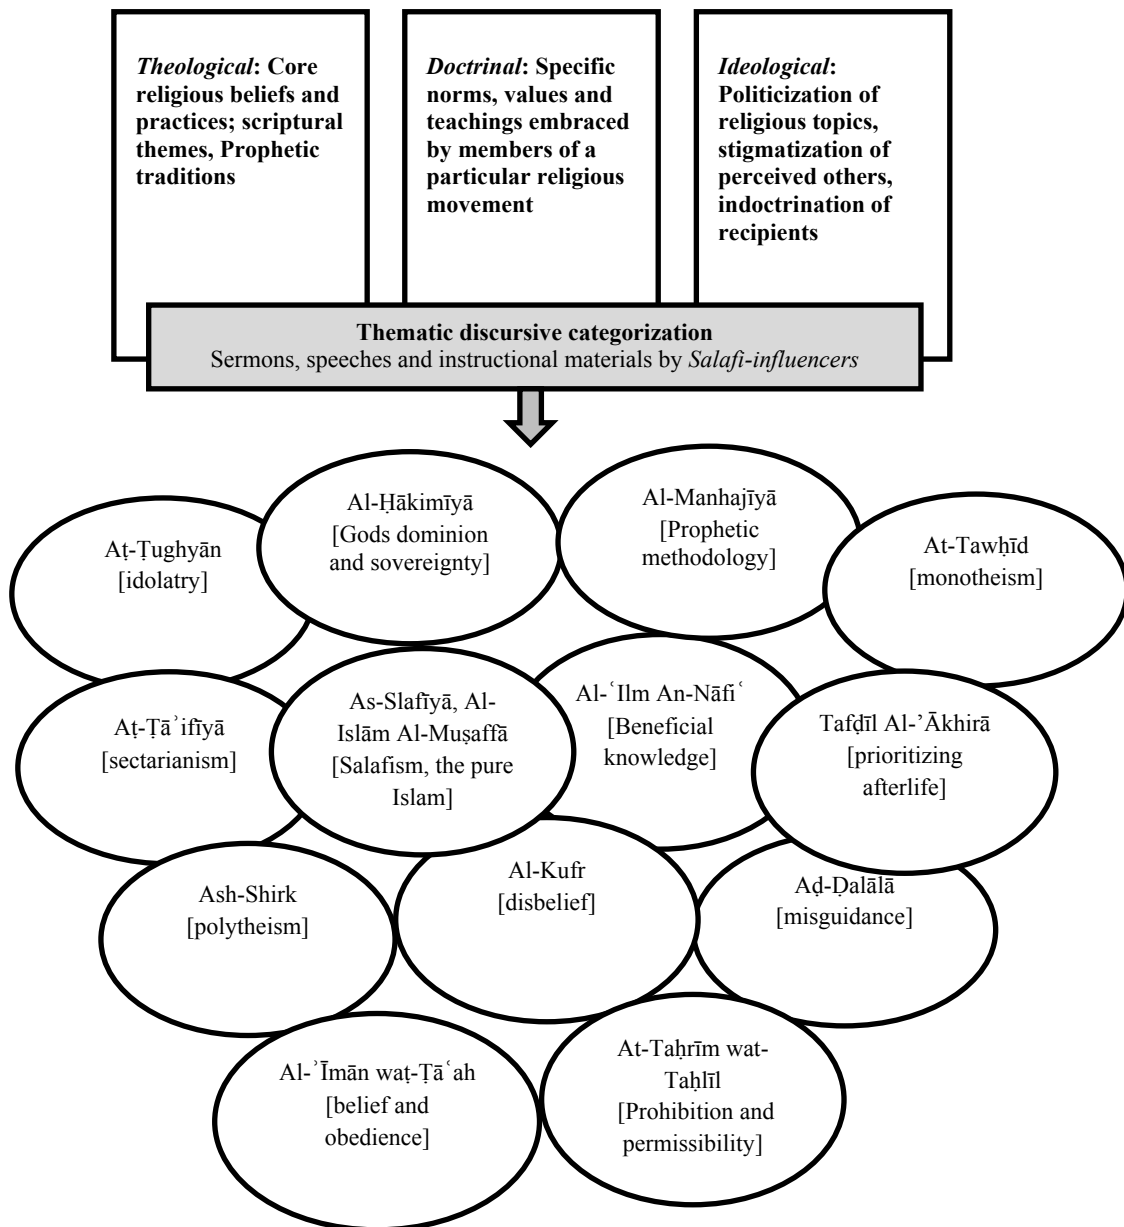 Theological: Core
religious beliefs and
practices; scriptural
themes, Prophetic
traditions
Doctrinal: Specific
norms, values and
teachings embraced
by members of a
particular religious
movement
Ideological:
Politicization of
religious topics,
stigmatization of
perceived others,
indoctrination of
recipients
Thematic discursive categorization
Sermons, speeches and instructional materials by Salafi-influencers
Aṭ-Ṭughyān
[idolatry]
Al-Ḥākimīyā
[Gods dominion
and sovereignty]
Al-Manhajīyā
[Prophetic
methodology]
At-Tawḥīd
[monotheism]
Aṭ-Ṭāʾifīyā
[sectarianism]
As-Slafīyā, Al-
Islām Al-Muṣaffā
[Salafism, the pure
Islam]
Al-ʿIlm An-Nāfiʿ
[Beneficial
knowledge]
Tafḍīl Al-’Ākhirā
[prioritizing
afterlife]
Ash-Shirk
[polytheism]
Al-Kufr
[disbelief]
Aḍ-Ḍalālā
[misguidance]
Al-ʾĪmān waṭ-Ṭāʿah
[belief and
obedience]
At-Taḥrīm wat-
Taḥlīl
[Prohibition and
permissibility]